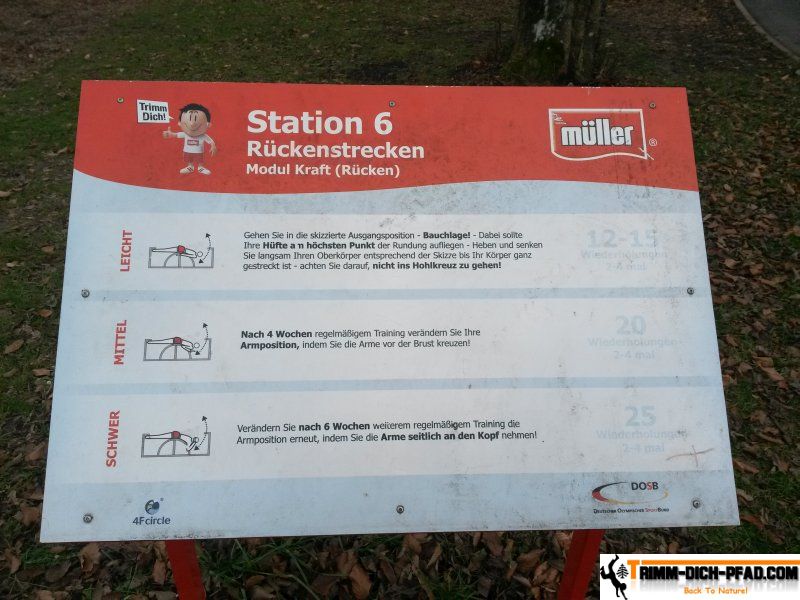 Trimm
Dich!
Station 6
Rückenstrecken
Modul Kraft (Rücken)
müller®
LEICHT
Gehen Sie in die skizzierte Ausgangsposition - Bauchlage! - Dabei sollte
Ihre Hüfte am höchsten Punkt der Rundung aufliegen - Heben und senken
Sie langsam Ihren Oberkörper entsprechend der Skizze bis Ihr Körper ganz
gestreckt ist - achten Sie darauf, nicht ins Hohlkreuz zu gehen!
12-15
Wiederholungen
2-4 mal
MITTEL
Nach 4 Wochen regelmäßigem Training verändern Sie Ihre
Armposition, indem Sie die Arme vor der Brust kreuzen!
20
Wiederholungen
2-4 mal
SCHWER
Verändern Sie nach 6 Wochen weiterem regelmäßigem Training die
Armposition erneut, indem Sie die Arme seitlich an den Kopf nehmen!
25
Wiederholungen
2-4 mal
4Fcircle®
DOSB
DEUTSCHER OLYMPISCHER SPORTBUND
TRIMM-DICH-PFAD.COM
Back To Nature!